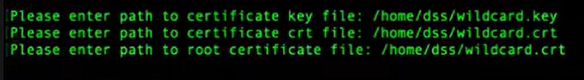 Please enter path to certificate key file: /home/dss/wildcard.key
Please enter path to certificate crt file: /home/dss/wildcard.crt
Please enter path to root certificate file: /home/dss/wildcard.crt